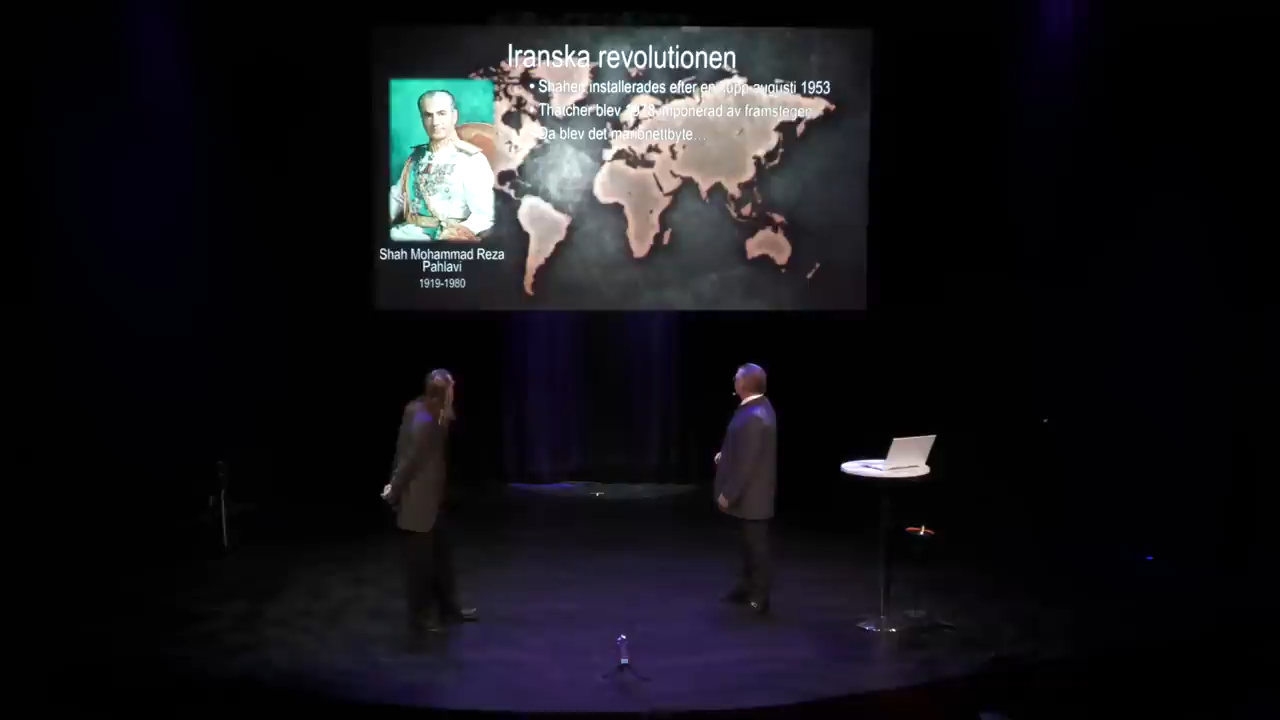 Iranska revolutionen
• Shahen installerades efter en kupp augusti 1953
• Thatcher blev 1978 imponerad av framstegen
• Då blev det marionettbyte…
Shah Mohammad Reza
Pahlavi
1919-1980